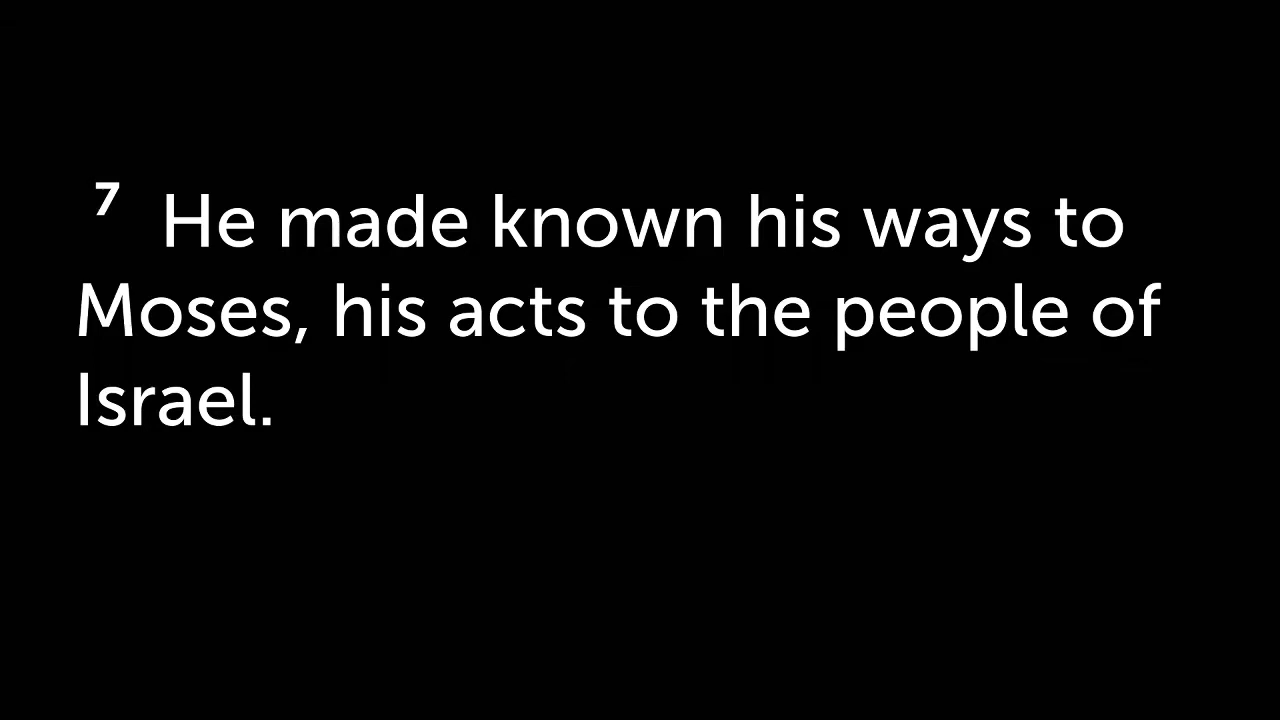 7 He made known his ways to
Moses, his acts to the people of
Israel.